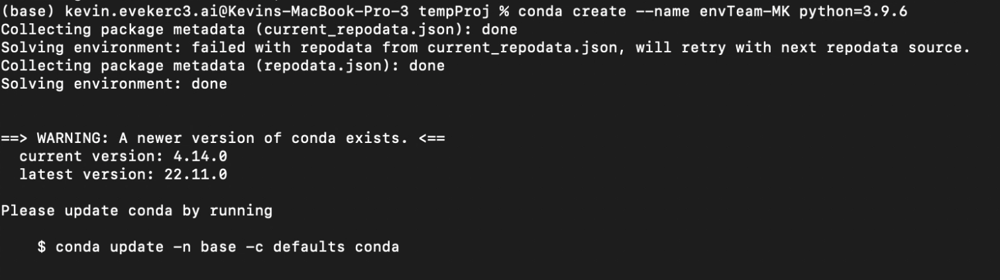 (base) kevin.evekerc3.ai@Kevins-MacBook-Pro-3 tempProj % conda create --name envTeam-MK python=3.9.6
Collecting package metadata (current_repodata.json): done
Solving environment: failed with repodata from current_repodata.json, will retry with next repodata source.
Collecting package metadata (repodata.json): done
Solving environment: done
==> WARNING: A newer version of conda exists. <==
current version: 4.14.0
latest version: 22.11.0
Please update conda by running
$ conda update -n base -c defaults conda